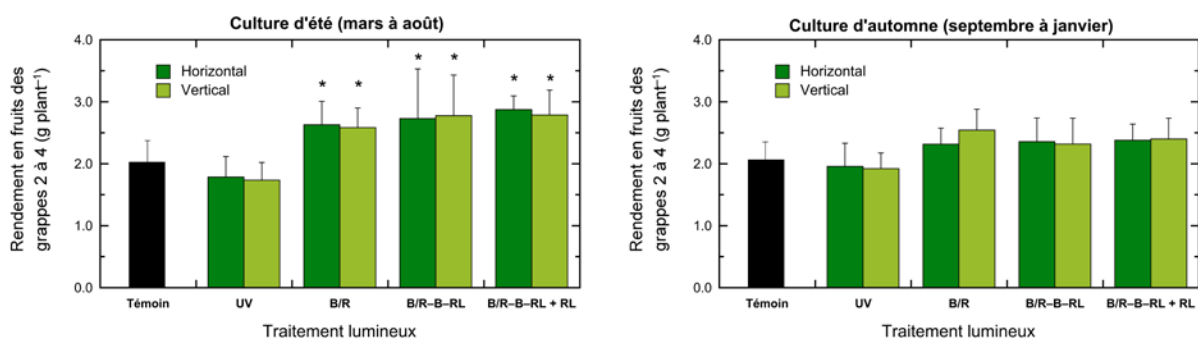 Culture d'été (mars à août)
Rendement en fruits des
grappes 2 à 4 (g plant⁻¹)
4.0
3.0
2.0
1.0
0.0
Horizontal
Vertical
*
*
*
*
*
*
Témoin
UV
B/R
B/R–B–RL
B/R–B–RL + RL
Traitement lumineux
Culture d'automne (septembre à janvier)
Rendement en fruits des
grappes 2 à 4 (g plant⁻¹)
4.0
3.0
2.0
1.0
0.0
Horizontal
Vertical
Témoin
UV
B/R
B/R–B–RL
B/R–B–RL + RL
Traitement lumineux